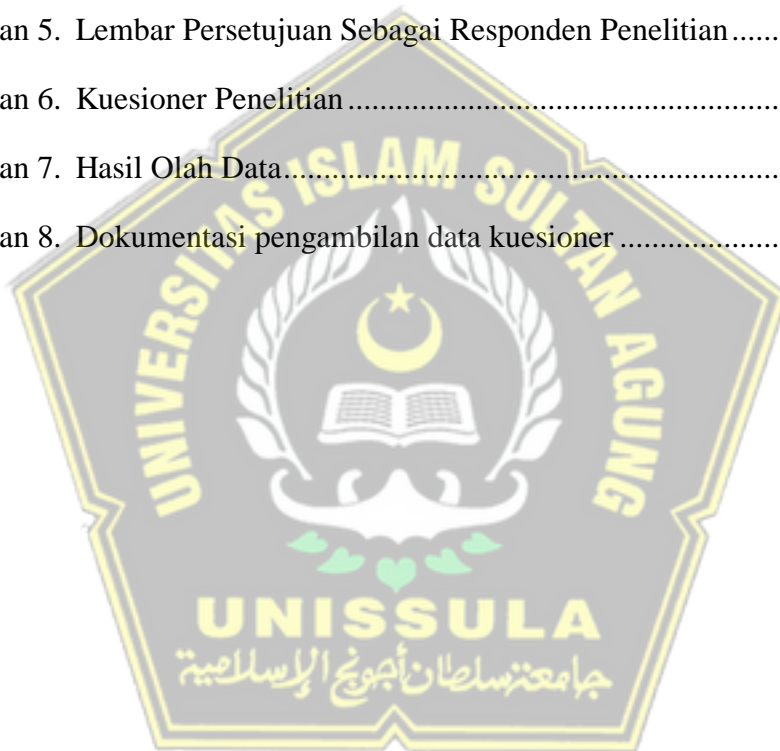 an 5. Lembar Persetujuan Sebagai Responden Penelitian.......
an 6. Kuesioner Penelitian.......................................................
an 7. Hasil Olah Data...............................................................
an 8. Dokumentasi pengambilan data kuesioner....................
UNIVERSITAS ISLAM SULTAN AGUNG
UNISSULA
جامعة سلطان أجونج الإسلامية